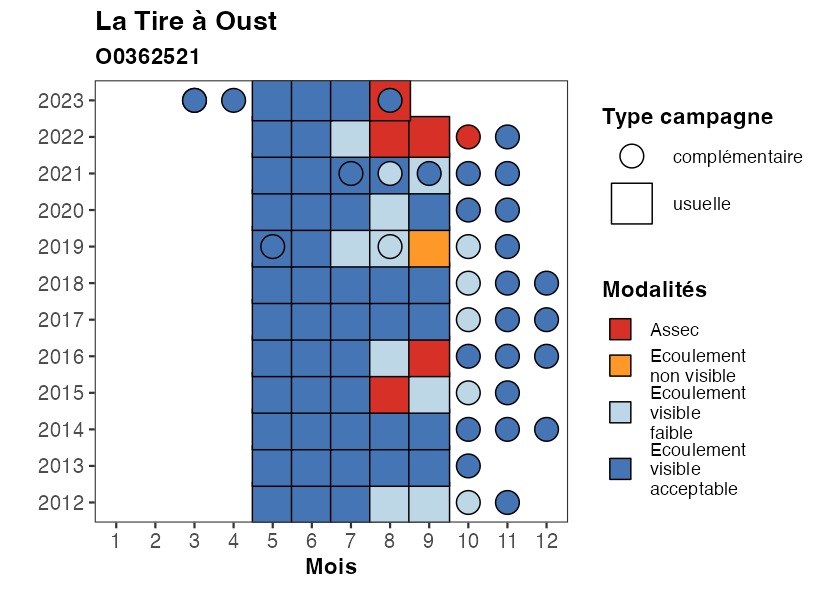 La Tire à Oust
O0362521
2023
2022
2021
2020
2019
2018
2017
2016
2015
2014
2013
2012
1 2 3 4 5 6 7 8 9 10 11 12
Mois
Type campagne
complémentaire
usuelle
Modalités
Assec
Ecoulement
non visible
Ecoulement
visible
faible
Ecoulement
visible
acceptable